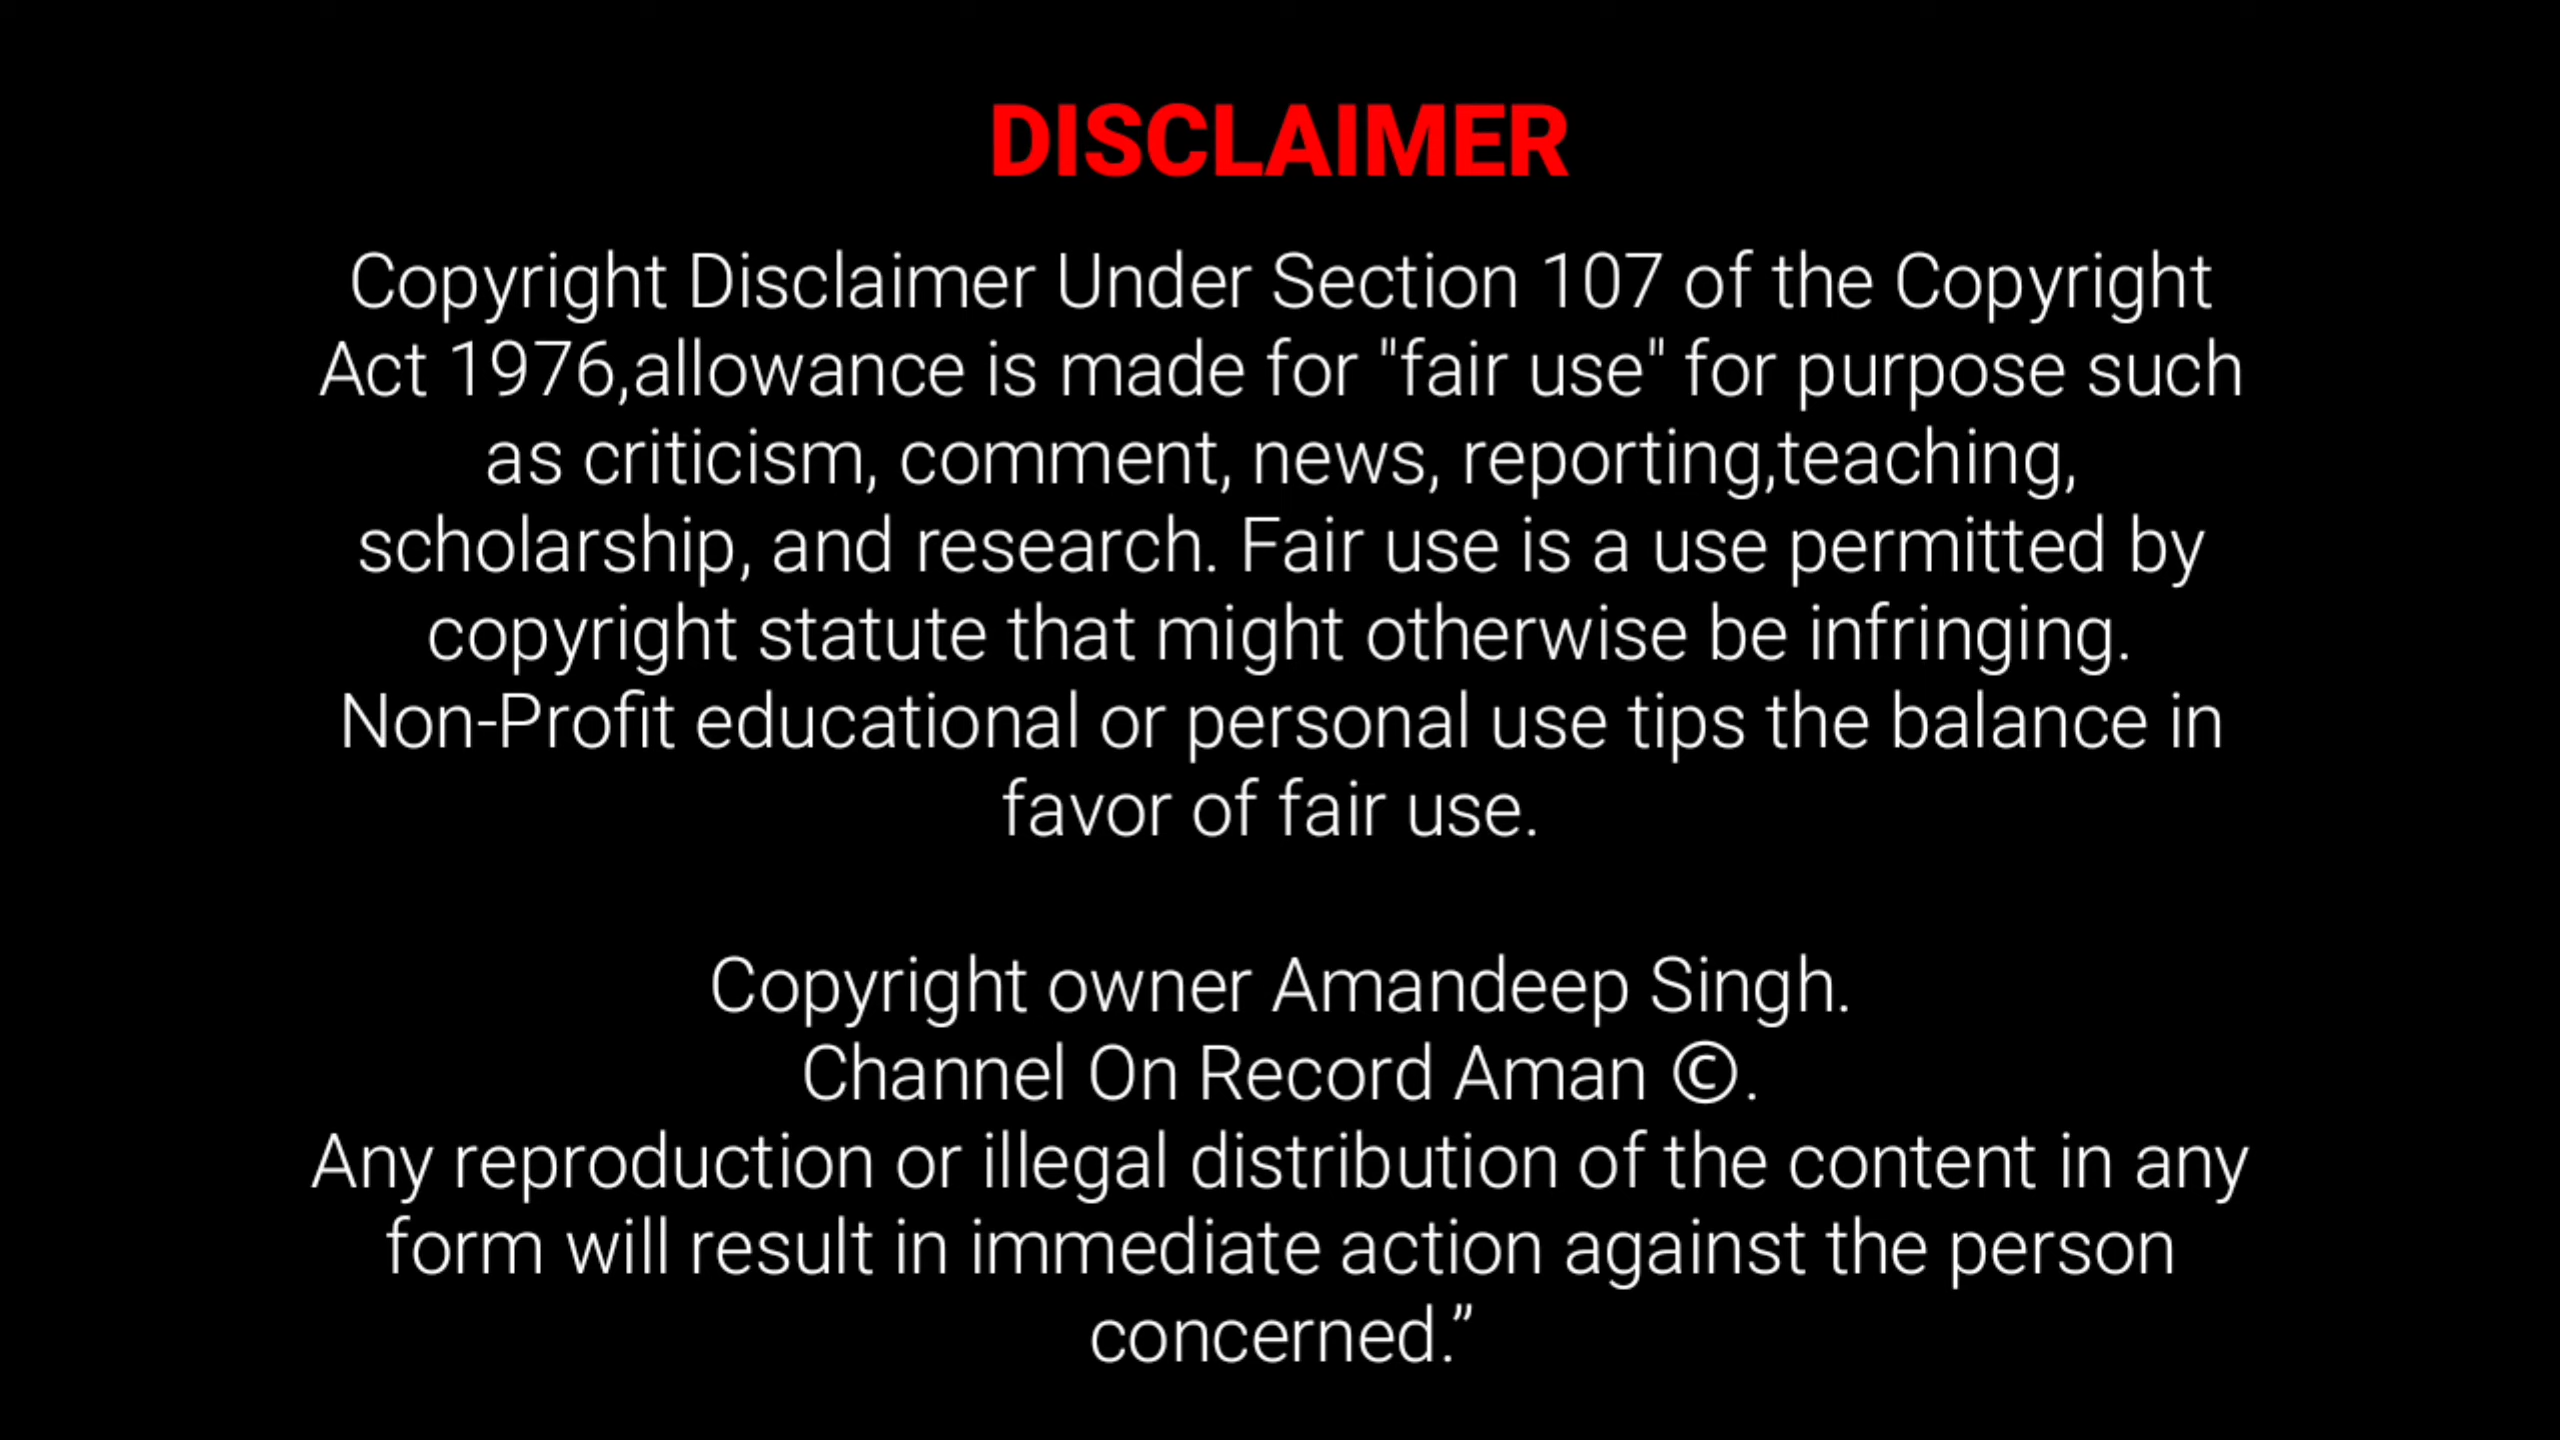 DISCLAIMER
Copyright Disclaimer Under Section 107 of the Copyright
Act 1976,allowance is made for "fair use" for purpose such
as criticism, comment, news, reporting,teaching,
scholarship, and research. Fair use is a use permitted by
copyright statute that might otherwise be infringing.
Non-Profit educational or personal use tips the balance in
favor of fair use.
Copyright owner Amandeep Singh.
Channel On Record Aman ©.
Any reproduction or illegal distribution of the content in any
form will result in immediate action against the person
concerned.”